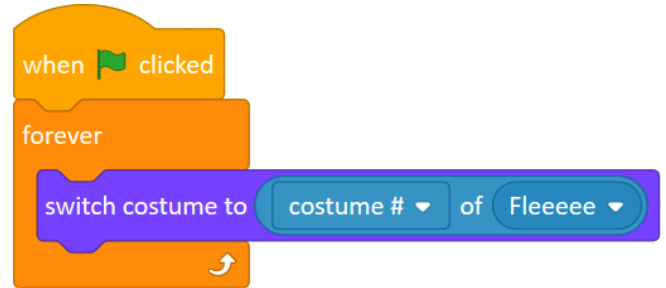 when clicked
forever
switch costume to costume # of Fleeeee